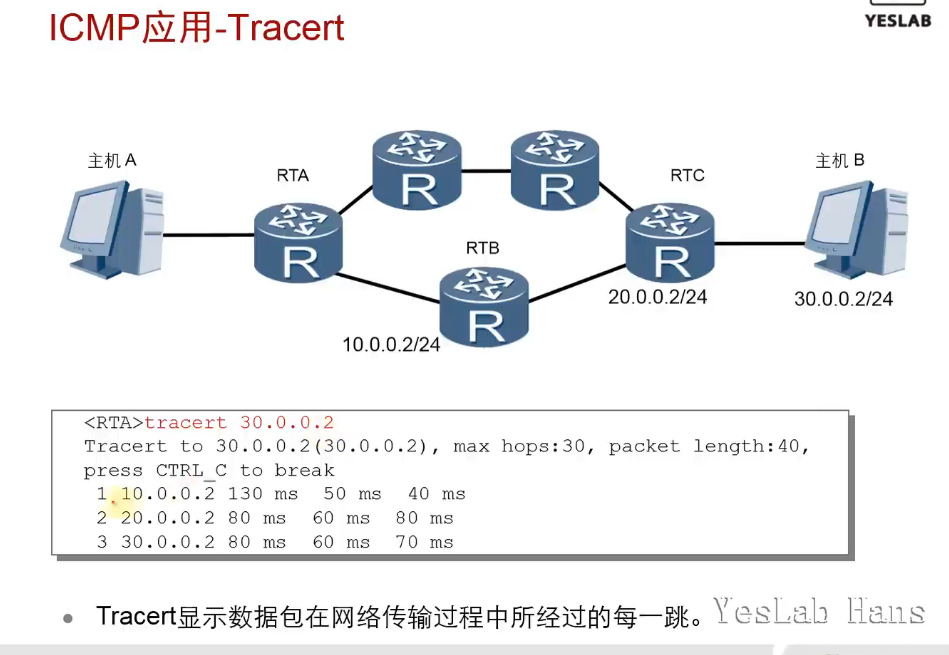 ICMP应用-Tracert
YESLAB
主机 A
RTA
RTC
主机 B
R
R
R
RTB
R
R
20.0.0.2/24
30.0.0.2/24
10.0.0.2/24
<RTA>tracert 30.0.0.2
Tracert to 30.0.0.2(30.0.0.2), max hops:30, packet length:40,
press CTRL_C to break
1 10.0.0.2 130 ms 50 ms 40 ms
2 20.0.0.2 80 ms 60 ms 80 ms
3 30.0.0.2 80 ms 60 ms 70 ms
● Tracert显示数据包在网络传输过程中所经过的每一跳。
YesLab Hans